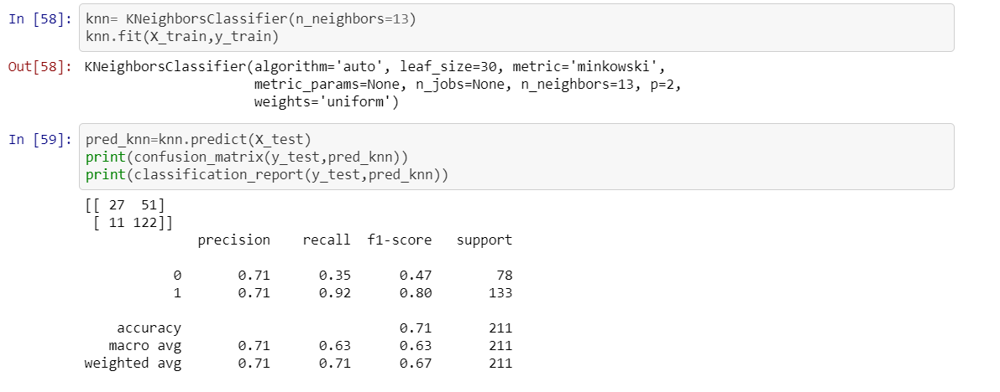 In [58]: knn= KNeighborsClassifier(n_neighbors=13)
knn.fit(X_train,y_train)
Out[58]: KNeighborsClassifier(algorithm='auto', leaf_size=30, metric='minkowski',
metric_params=None, n_jobs=None, n_neighbors=13, p=2,
weights='uniform')
In [59]: pred_knn=knn.predict(X_test)
print(confusion_matrix(y_test,pred_knn))
print(classification_report(y_test,pred_knn))
[[ 27  51]
[ 11 122]]
precision    recall  f1-score   support
0       0.71      0.35      0.47        78
1       0.71      0.92      0.80       133
accuracy                           0.71       211
macro avg       0.71      0.63      0.63       211
weighted avg       0.71      0.71      0.67       211